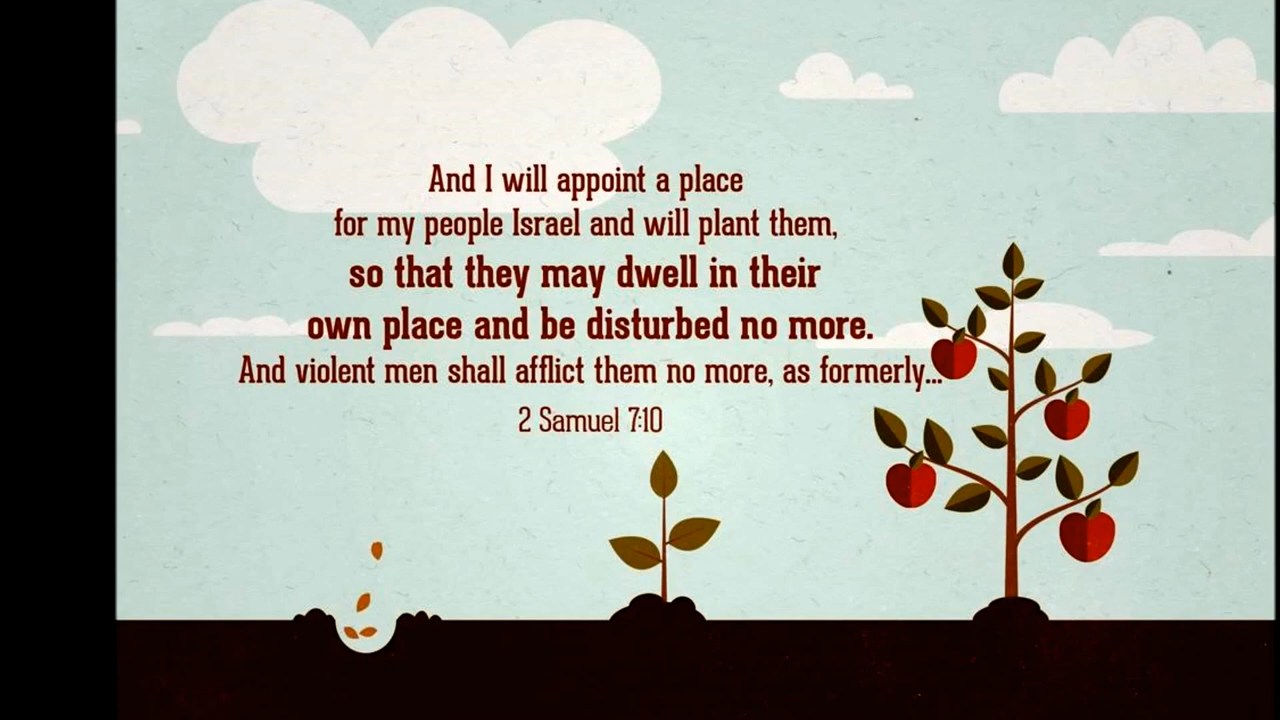 And I will appoint a place
for my people Israel and will plant them,
so that they may dwell in their
own place and be disturbed no more.
And violent men shall afflict them no more, as formerly...
2 Samuel 7:10